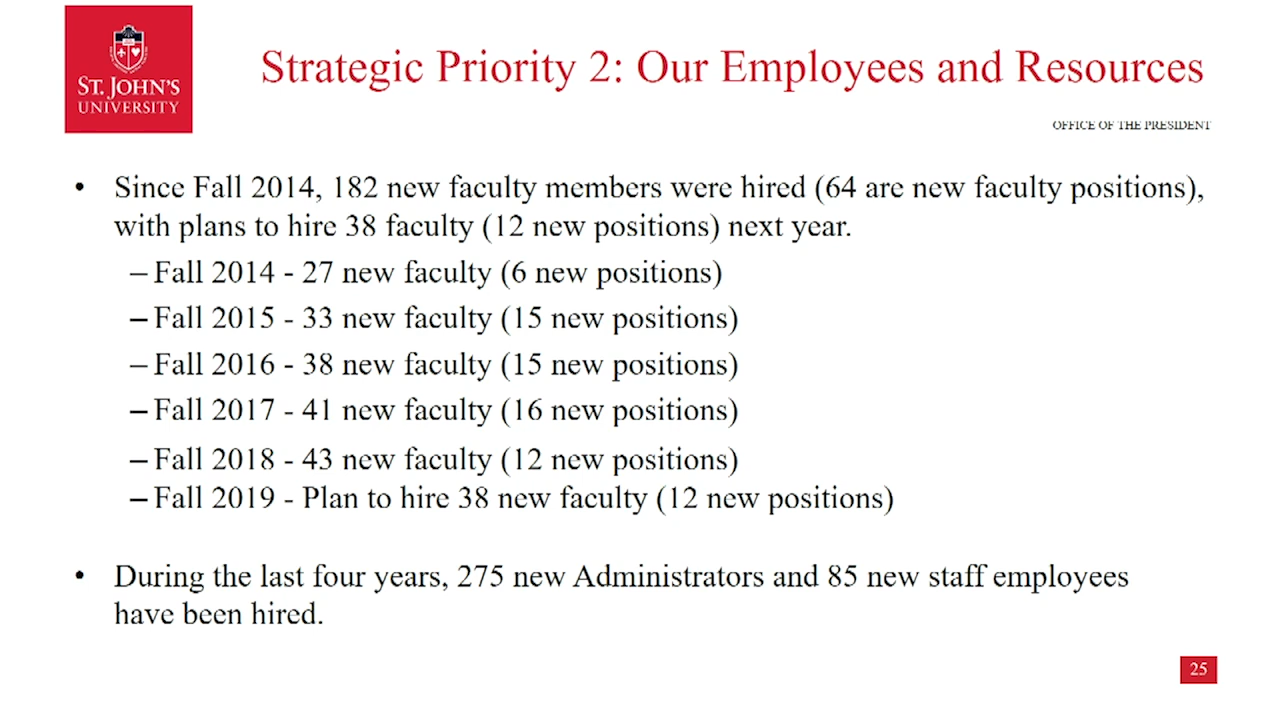 ST. JOHN'S
UNIVERSITY
Strategic Priority 2: Our Employees and Resources
OFFICE OF THE PRESIDENT
• Since Fall 2014, 182 new faculty members were hired (64 are new faculty positions),
with plans to hire 38 faculty (12 new positions) next year.
– Fall 2014 - 27 new faculty (6 new positions)
– Fall 2015 - 33 new faculty (15 new positions)
– Fall 2016 - 38 new faculty (15 new positions)
– Fall 2017 - 41 new faculty (16 new positions)
– Fall 2018 - 43 new faculty (12 new positions)
– Fall 2019 - Plan to hire 38 new faculty (12 new positions)
• During the last four years, 275 new Administrators and 85 new staff employees
have been hired.
25